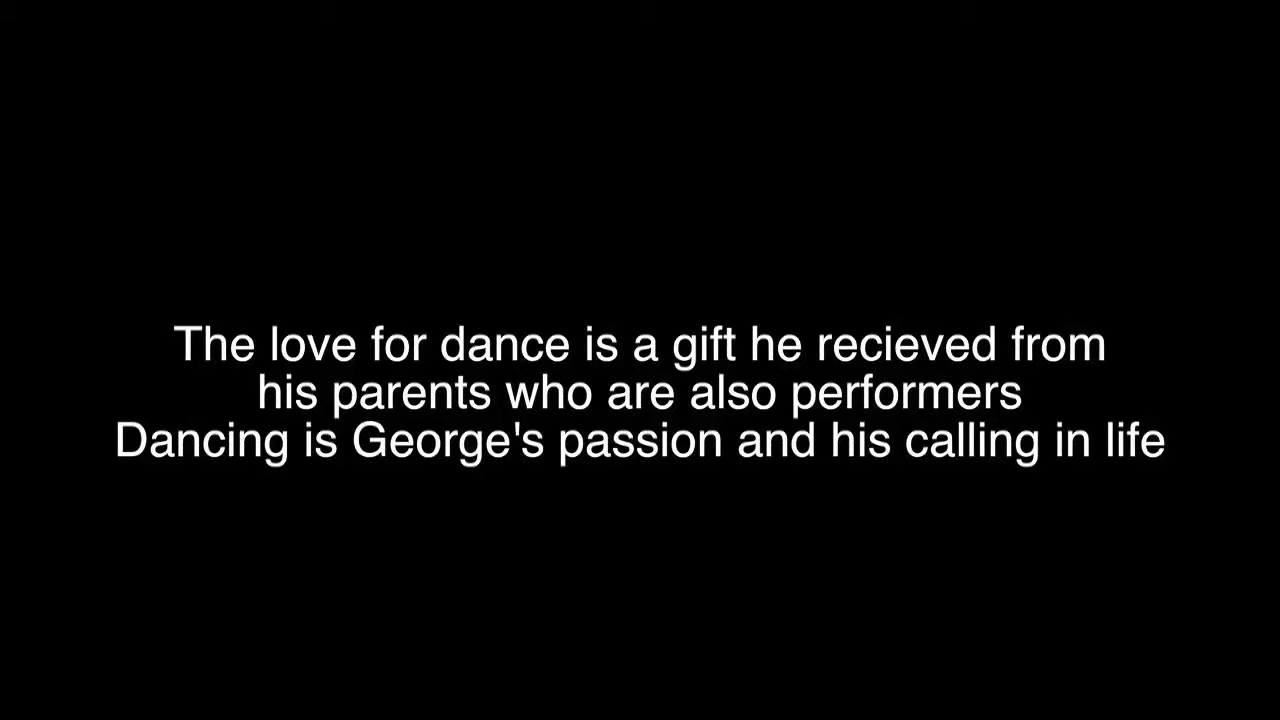 The love for dance is a gift he recieved from
his parents who are also performers
Dancing is George's passion and his calling in life